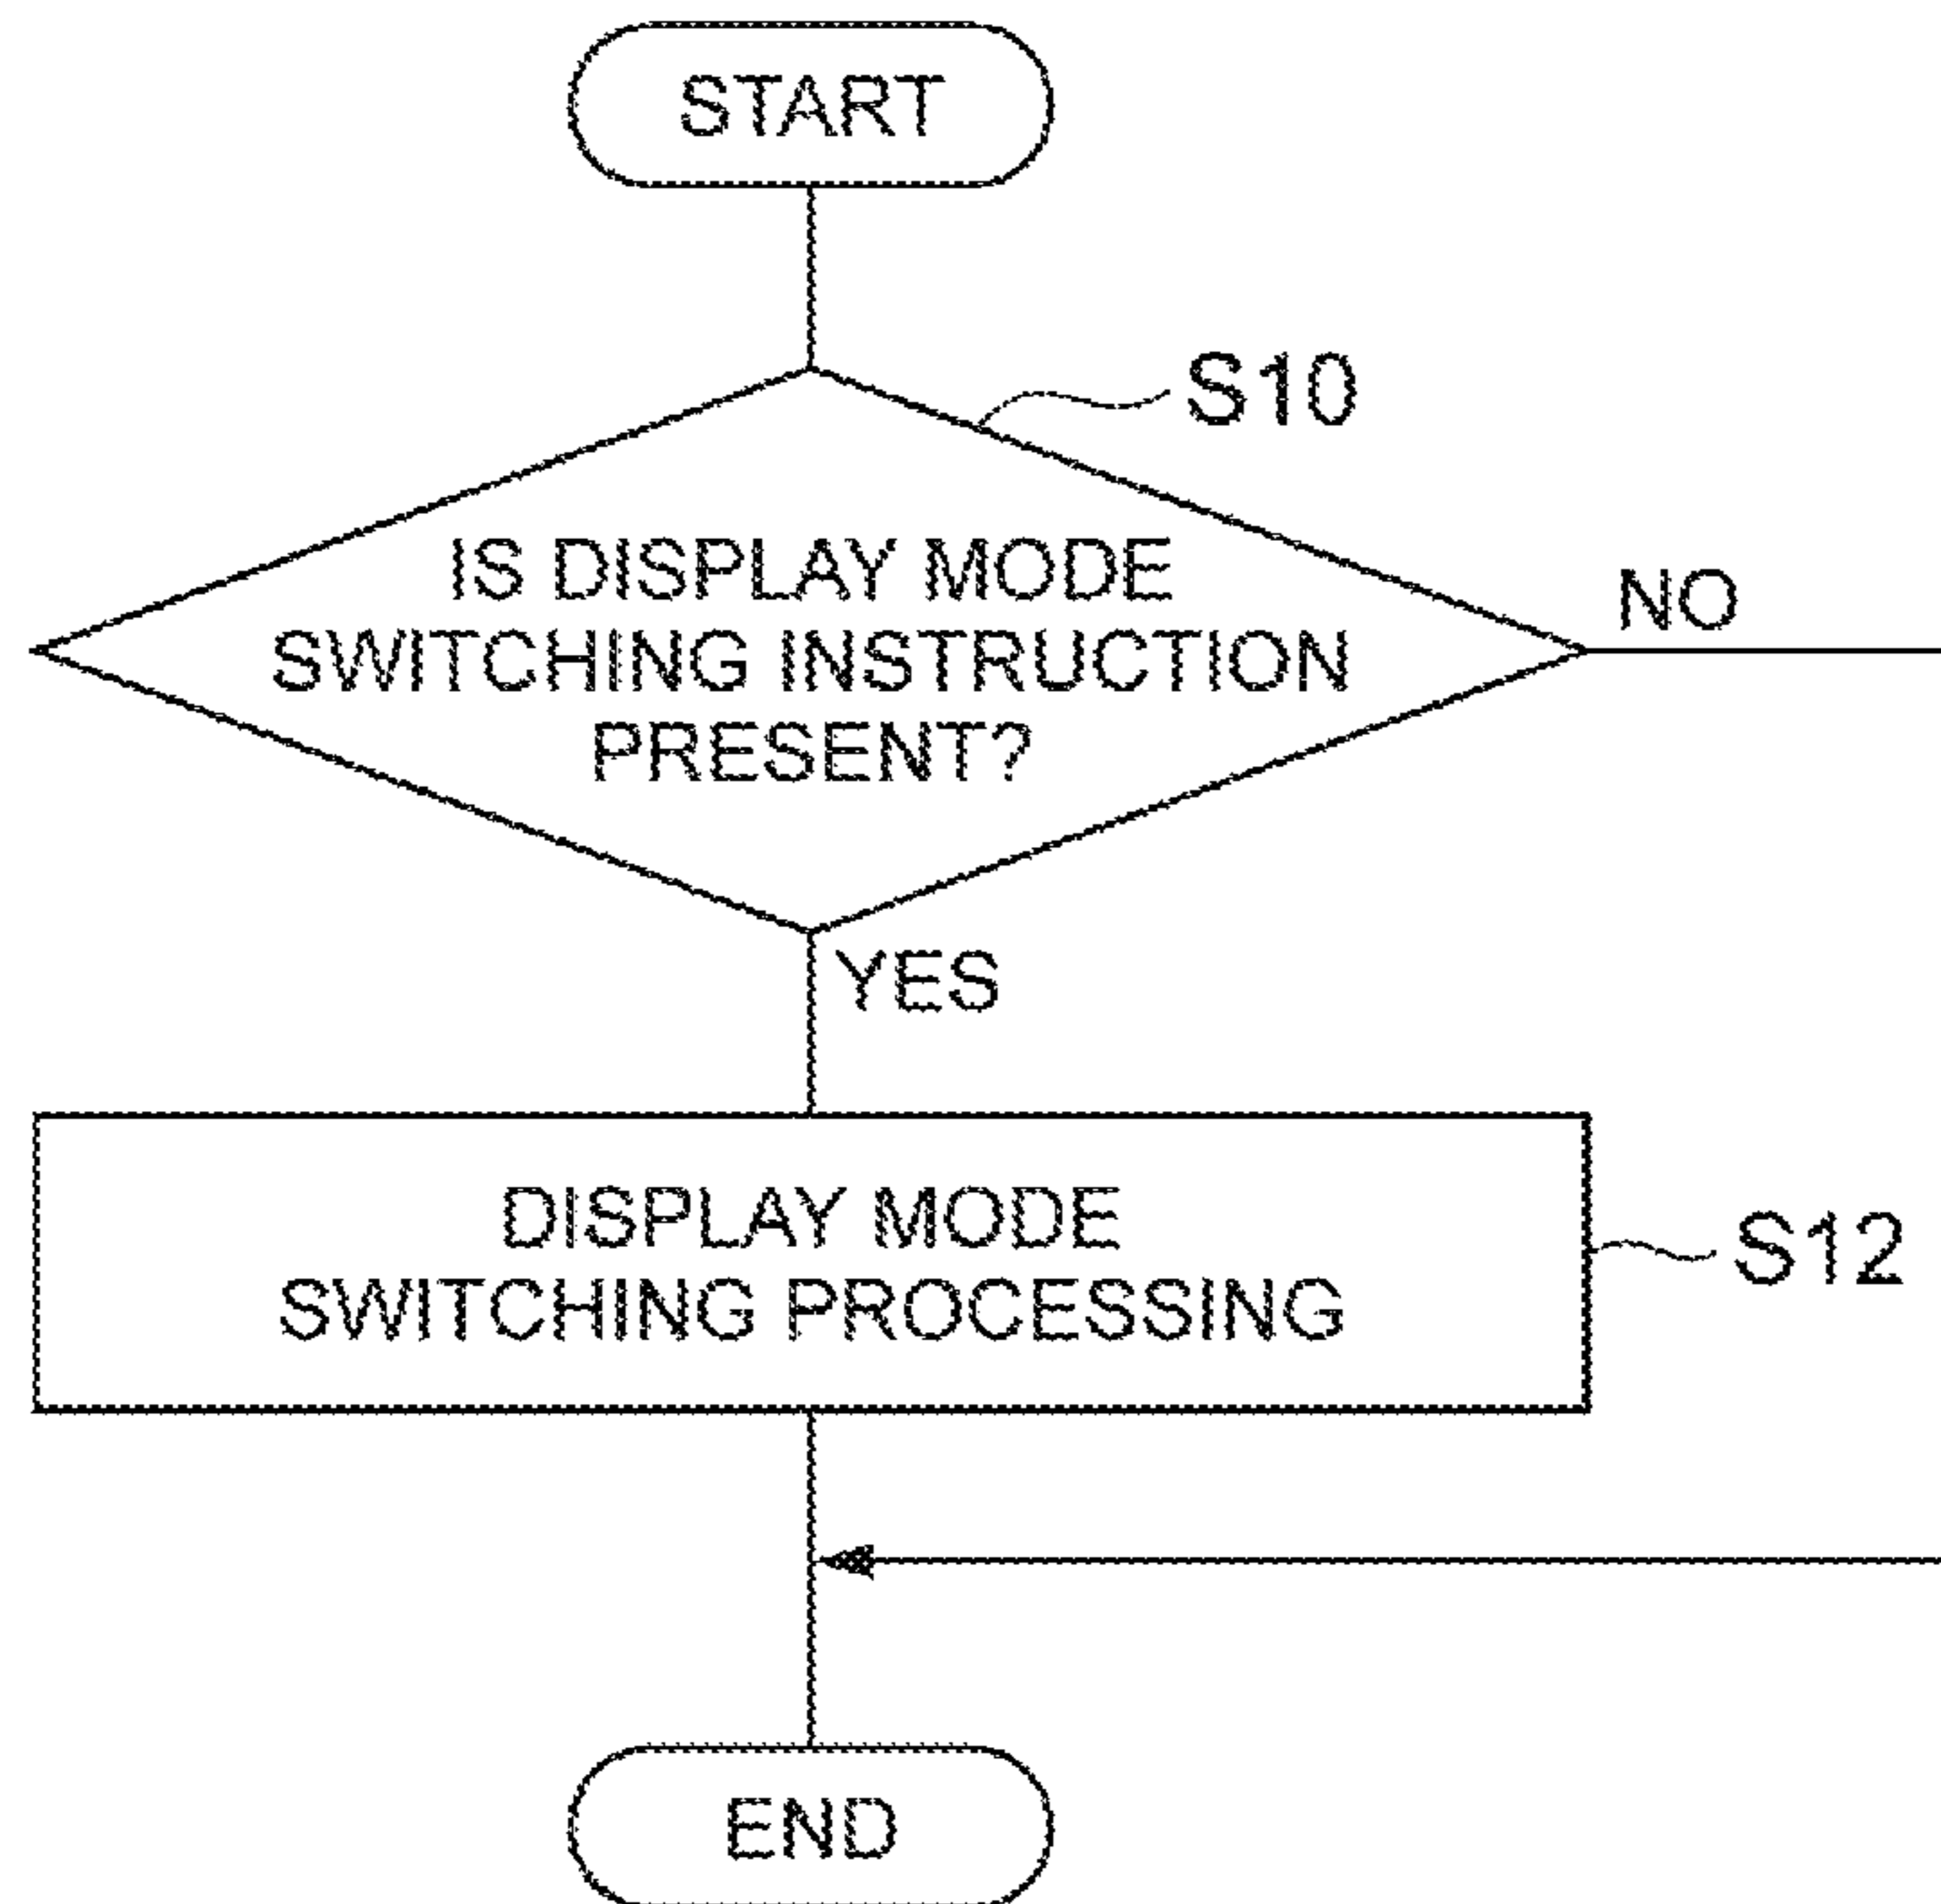 START
S10
IS DISPLAY MODE
SWITCHING INSTRUCTION
PRESENT?
NO
YES
DISPLAY MODE
SWITCHING PROCESSING
S12
END